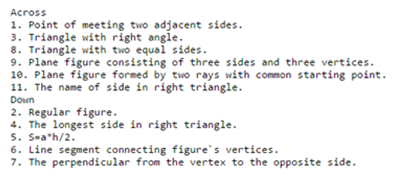 Across
1. Point of meeting two adjacent sides.
3. Triangle with right angle.
8. Triangle with two equal sides.
9. Plane figure consisting of three sides and three vertices.
10. Plane figure formed by two rays with common starting point.
11. The name of side in right triangle.
Down
2. Regular figure.
4. The longest side in right triangle.
5. S=a*h/2.
6. Line segment connecting figure`s vertices.
7. The perpendicular from the vertex to the opposite side.